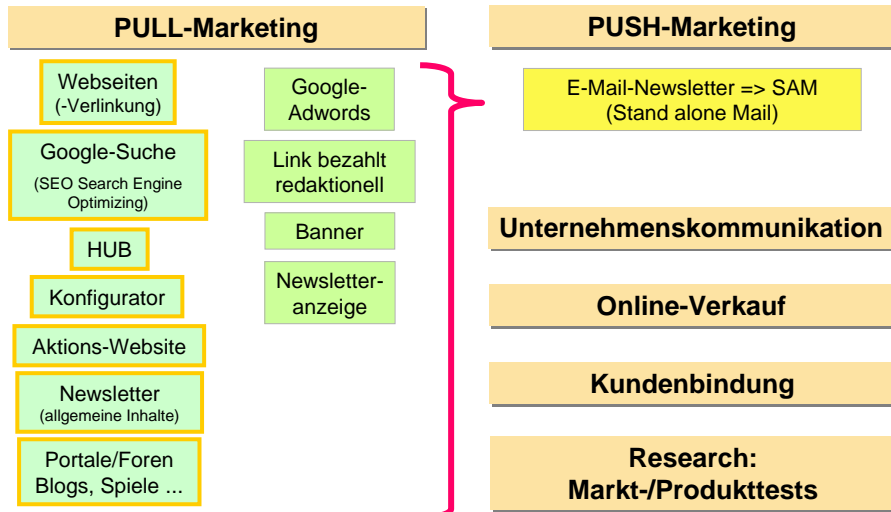 PULL-Marketing
Webseiten
(-Verlinkung)
Google-Suche
(SEO Search Engine
Optimizing)
HUB
Konfigurator
Aktions-Website
Newsletter
(allgemeine Inhalte)
Portale/Foren
Blogs, Spiele ...
Google-
Adwords
Link bezahlt
redaktionell
Banner
Newsletter-
anzeige
PUSH-Marketing
E-Mail-Newsletter => SAM
(Stand alone Mail)
Unternehmenskommunikation
Online-Verkauf
Kundenbindung
Research:
Markt-/Produkttests